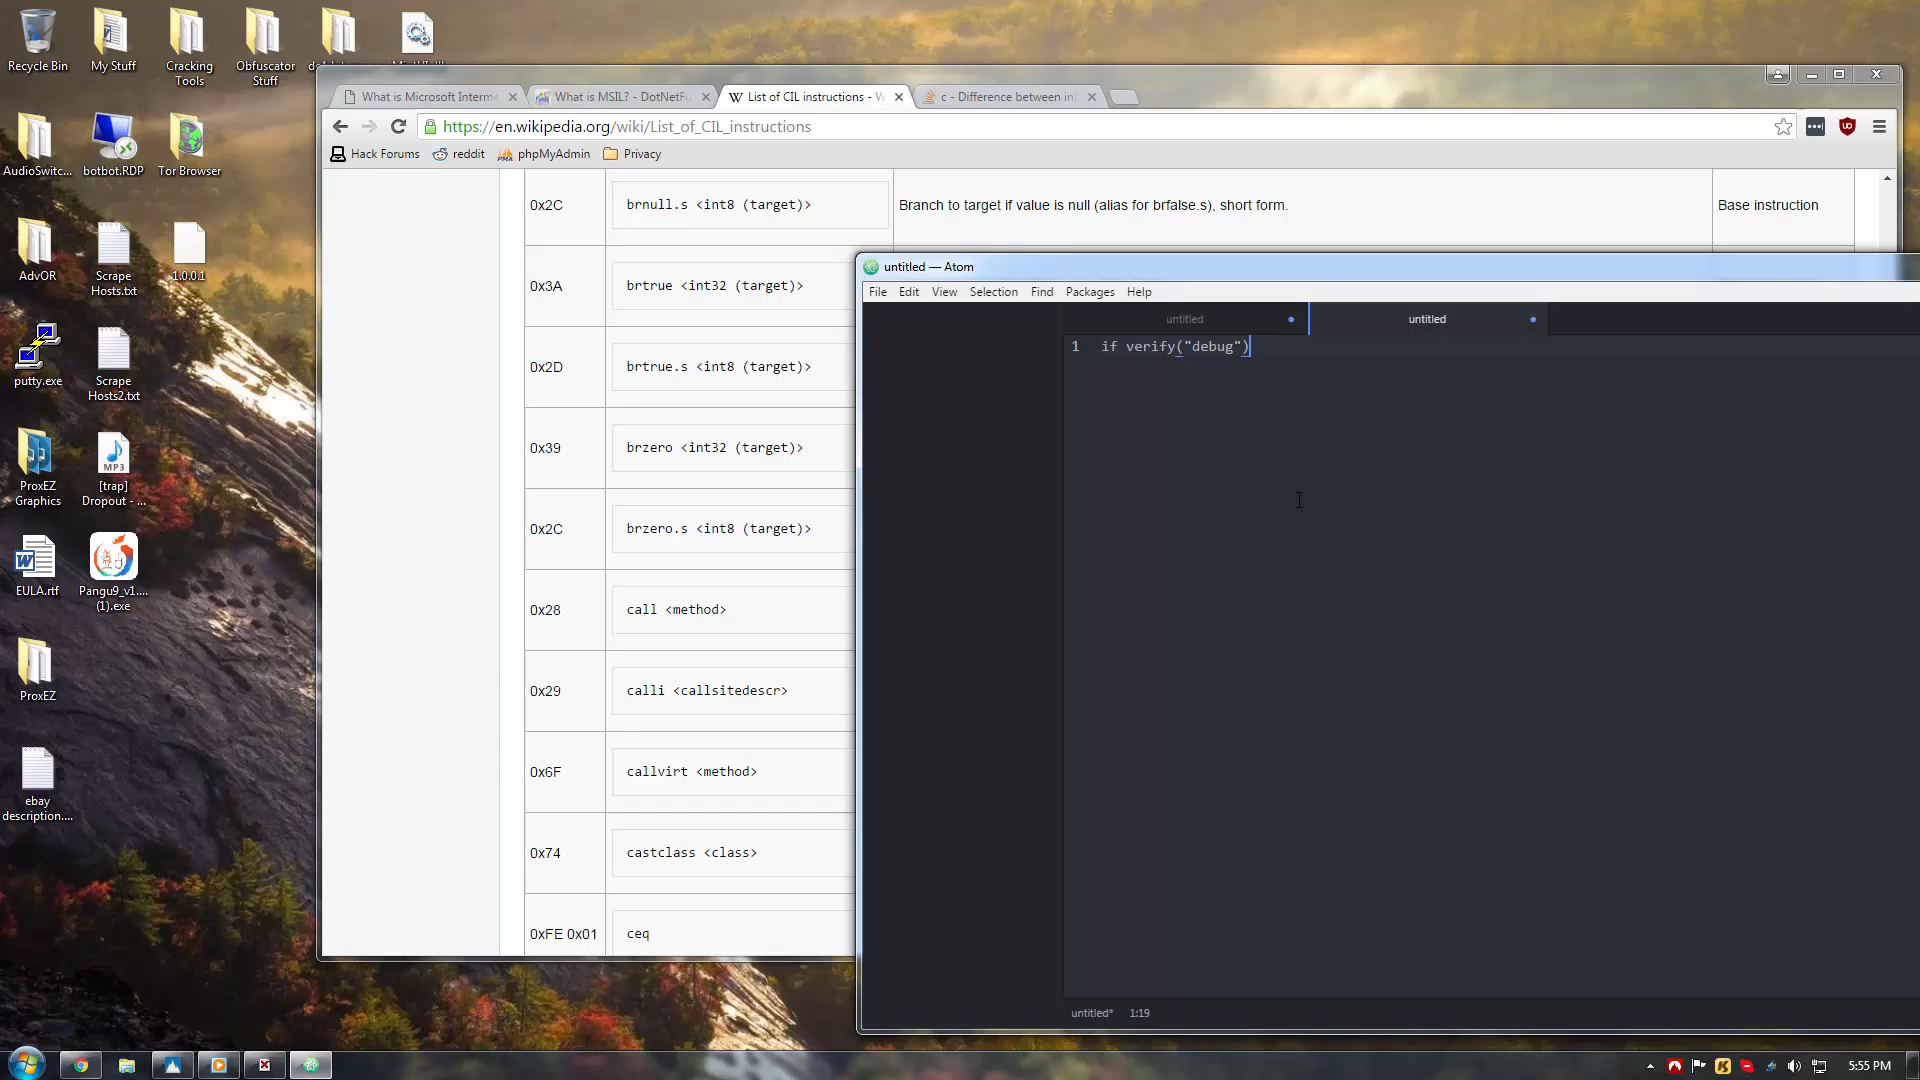 Recycle Bin
My Stuff
Cracking
Tools
Obfuscator
Stuff
AudioSwitc...
botbot.RDP
Tor Browser
AdvOR
Scrape
Hosts.txt
1.0.0.1
putty.exe
Scrape
Hosts2.txt
ProxEZ
Graphics
MP3
[trap]
Dropout - ...
EULA.rtf
Pangu9_v1....
(1).exe
ProxEZ
ebay
description....
What is Microsoft Interme
What is MSIL? - DotNetFu
W List of CIL instructions - W
c - Difference between in
https://en.wikipedia.org/wiki/List_of_CIL_instructions
Hack Forums
reddit
phpMyAdmin
Privacy
0x2C
brnull.s <int8 (target)>
Branch to target if value is null (alias for brfalse.s), short form.
Base instruction
0x3A
brtrue <int32 (target)>
0x2D
brtrue.s <int8 (target)>
0x39
brzero <int32 (target)>
0x2C
brzero.s <int8 (target)>
0x28
call <method>
0x29
calli <callsitedescr>
0x6F
callvirt <method>
0x74
castclass <class>
0xFE 0x01
ceq
untitled — Atom
File Edit View Selection Find Packages Help
untitled
untitled
1 if verify("debug")
untitled* 1:19
5:55 PM